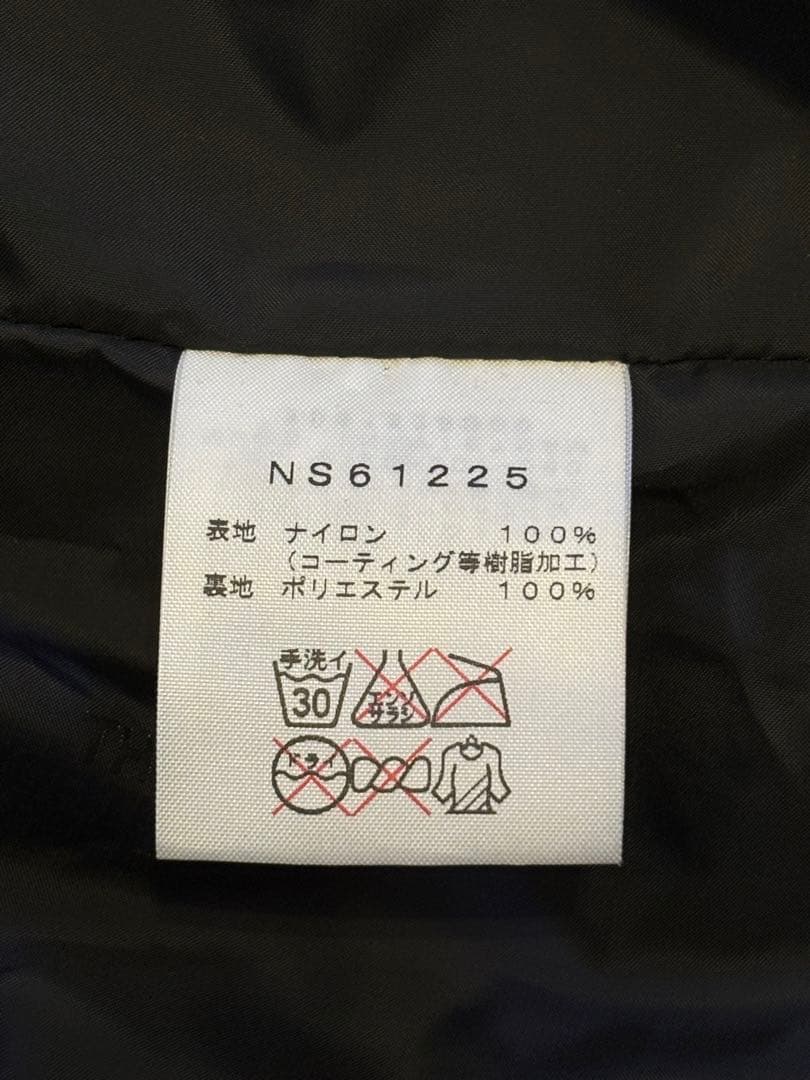 NS61225
表地 ナイロン 100%
(コーティング等樹脂加工)
裏地 ポリエステル 100%
手洗イ
30
エンソ
サラシ
ドライ